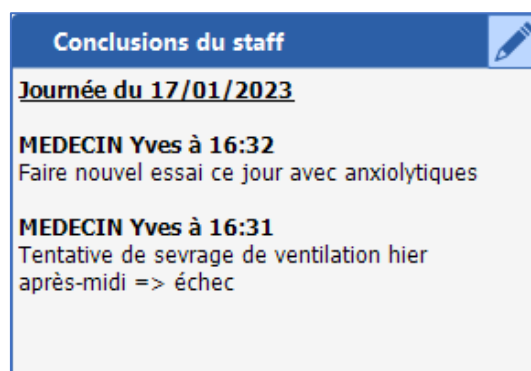 Conclusions du staff
Journée du 17/01/2023
MEDECIN Yves à 16:32
Faire nouvel essai ce jour avec anxiolytiques
MEDECIN Yves à 16:31
Tentative de sevrage de ventilation hier
après-midi => échec